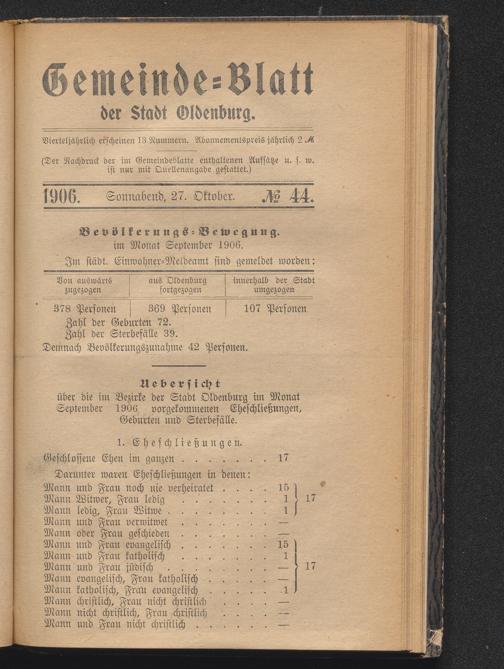 Gemeinde=Blatt
der Stadt Oldenburg.
Vierteljährlich erscheinen 13 Nummern. Abonnementspreis jährlich 2 ℳ
(Der Nachdruck der im Gemeindeblatte enthaltenen Aufsätze u. s. w.
ist nur mit Quellenangabe gestattet.)
1906. Sonnabend, 27. Oktober. № 44.
Bevölkerungs=Bewegung.
im Monat September 1906.
Im städt. Einwohner=Meldeamt sind gemeldet worden:
Von auswärts aus Oldenburg innerhalb der Stadt
zugezogen fortgezogen umgezogen
378 Personen 369 Personen 107 Personen
Zahl der Geburten 72.
Zahl der Sterbefälle 39.
Demnach Bevölkerungszunahme 42 Personen.
Uebersicht
über die im Bezirke der Stadt Oldenburg im Monat
September 1906 vorgekommenen Eheschließungen,
Geburten und Sterbefälle.
1. Eheschließungen.
Geschlossene Ehen im ganzen . . . . . . . 17
Darunter waren Eheschließungen in denen:
Mann und Frau noch nie verheiratet . . . . 15
Mann Witwer, Frau ledig . . . . . . . 1 } 17
Mann ledig, Frau Witwe . . . . . . . 1
Mann und Frau verwitwet . . . . . . . —
Mann oder Frau geschieden . . . . . . —
Mann und Frau evangelisch . . . . . . 15
Mann und Frau katholisch . . . . . . . 1
Mann und Frau jüdisch . . . . . . . . — } 17
Mann evangelisch, Frau katholisch . . . . . —
Mann katholisch, Frau evangelisch . . . . . 1
Mann christlich, Frau nicht christlich . . . . —
Mann nicht christlich, Frau christlich . . . . —
Mann und Frau nicht christlich . . . . . —